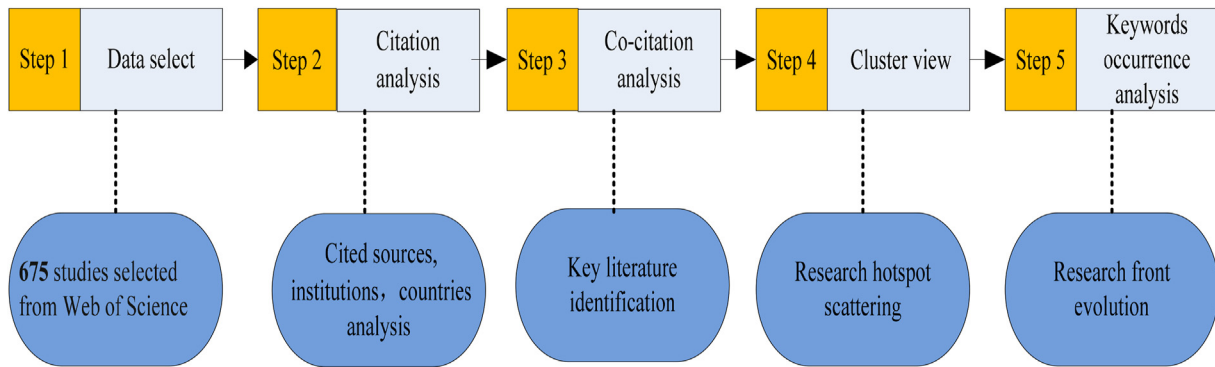 Step 1
Data select
Step 2
Citation
analysis
Step 3
Co-citation
analysis
Step 4
Cluster view
Step 5
Keywords
occurrence
analysis
675 studies selected
from Web of Science
Cited sources,
institutions，countries
analysis
Key literature
identification
Research hotspot
scattering
Research front
evolution